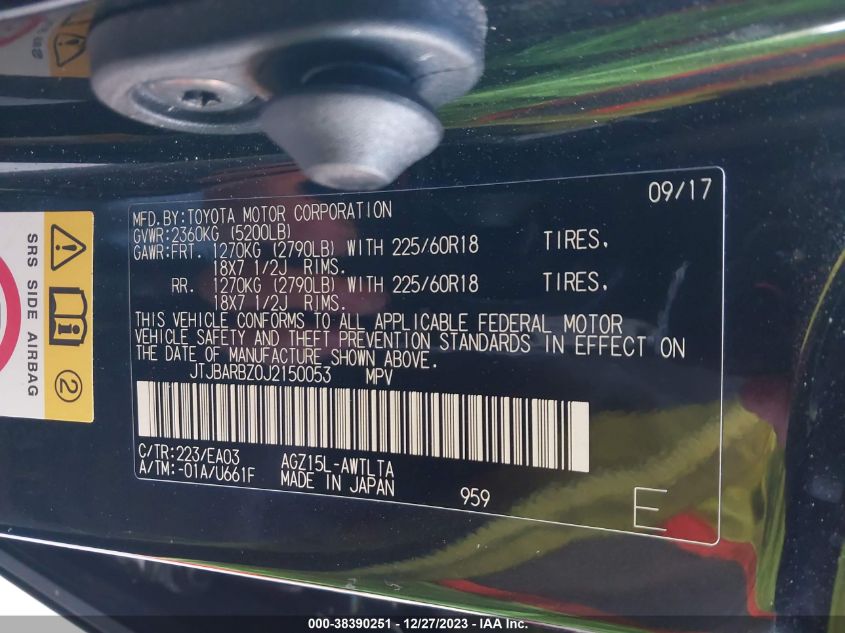 09/17
MFD. BY: TOYOTA MOTOR CORPORATION
GVWR: 2360KG (5200LB)
GAWR: FRT. 1270KG (2790LB) WITH 225/60R18 TIRES,
18X7 1/2J RIMS.
RR. 1270KG (2790LB) WITH 225/60R18 TIRES,
18X7 1/2J RIMS.
THIS VEHICLE CONFORMS TO ALL APPLICABLE FEDERAL MOTOR
VEHICLE SAFETY AND THEFT PREVENTION STANDARDS IN EFFECT ON
THE DATE OF MANUFACTURE SHOWN ABOVE.
JTJBARBZ0J2150053 MPV
C/TR: 223/EA03 AGZ15L-AWTLTA
A/TM: -01A/U661F MADE IN JAPAN 959 E
SRS SIDE AIRBAG
2
000-38390251 - 12/27/2023 - IAAI Inc.